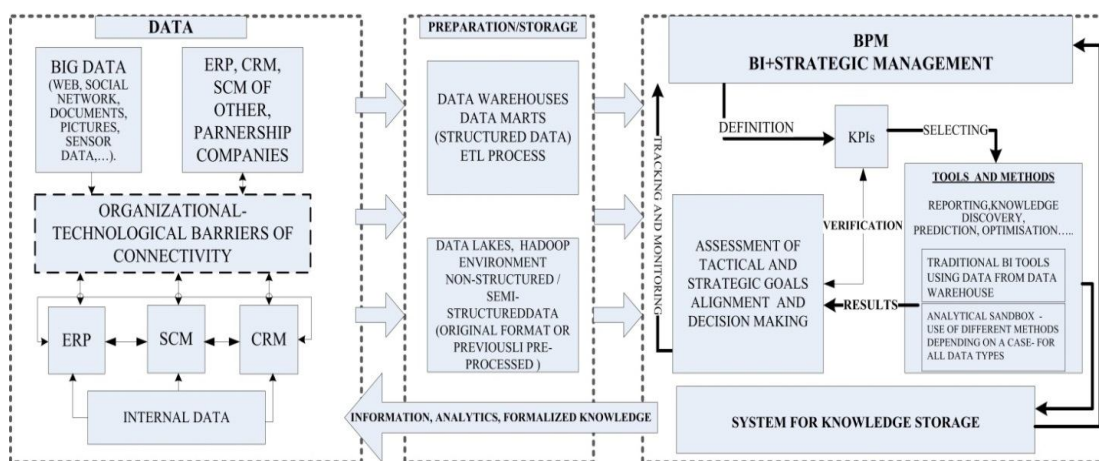 DATA
BIG DATA
(WEB, SOCIAL
NETWORK,
DOCUMENTS,
PICTURES,
SENSOR
DATA,...).
ERP, CRM,
SCM OF
OTHER,
PARNERSHIP
COMPANIES
ORGANIZATIONAL-
TECHNOLOGICAL BARRIERS OF
CONNECTIVITY
ERP
SCM
CRM
INTERNAL DATA
PREPARATION/STORAGE
DATA WAREHOUSES
DATA MARTS
(STRUCTURED DATA)
ETL PROCESS
DATA LAKES, HADOOP
ENVIRONMENT
NON-STRUCTURED /
SEMI-
STRUCTUREDDATA
(ORIGINAL FORMAT OR
PREVIOUSLI PRE-
PROCESSED )
INFORMATION, ANALYTICS, FORMALIZED KNOWLEDGE
BPM
BI+STRATEGIC MANAGEMENT
TRACKING AND MONITORING
DEFINITION
KPIs
SELECTING
VERIFICATION
ASSESSMENT OF
TACTICAL AND
STRATEGIC GOALS
ALIGNMENT AND
DECISION MAKING
RESULTS
TOOLS AND METHODS
REPORTING,KNOWLEDGE
DISCOVERY,
PREDICTION, OPTIMISATION.....
TRADITIONAL BI TOOLS
USING DATA FROM DATA
WAREHOUSE
ANALYTICAL SANDBOX -
USE OF DIFFERENT METHODS
DEPENDING ON A CASE- FOR
ALL DATA TYPES
SYSTEM FOR KNOWLEDGE STORAGE